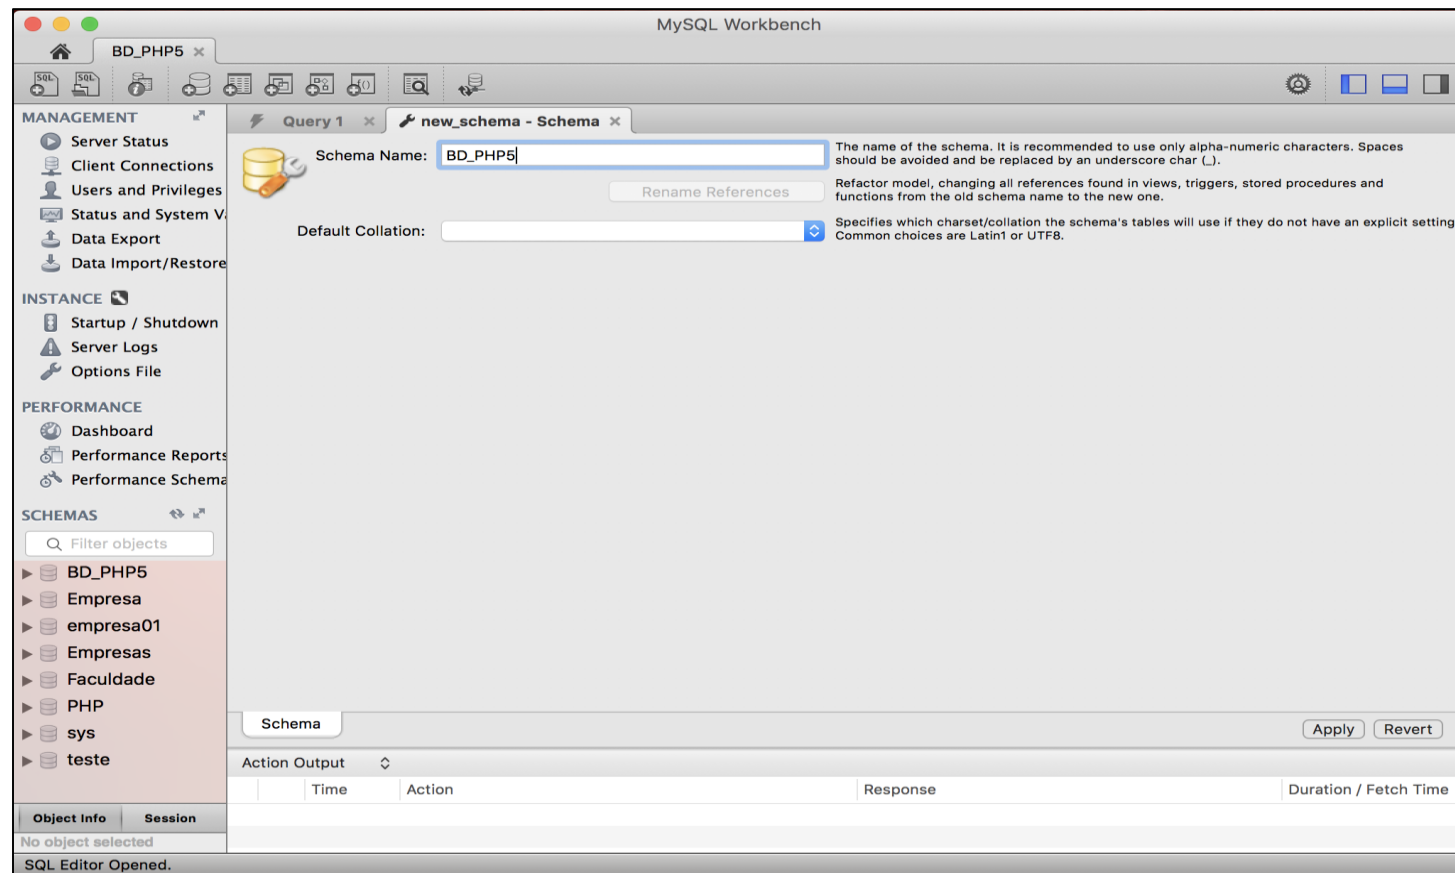 MySQL Workbench
BD_PHP5
SQL
SQL
MANAGEMENT
Server Status
Client Connections
Users and Privileges
Status and System V
Data Export
Data Import/Restore
INSTANCE
Startup / Shutdown
Server Logs
Options File
PERFORMANCE
Dashboard
Performance Reports
Performance Schema
SCHEMAS
Filter objects
BD_PHP5
Empresa
empresa01
Empresas
Faculdade
PHP
sys
teste
Object Info Session
No object selected
SQL Editor Opened.
Query 1
new_schema - Schema
Schema Name: BD_PHP5
The name of the schema. It is recommended to use only alpha-numeric characters. Spaces
should be avoided and be replaced by an underscore char (_).
Rename References
Refactor model, changing all references found in views, triggers, stored procedures and
functions from the old schema name to the new one.
Default Collation:
Specifies which charset/collation the schema's tables will use if they do not have an explicit setting
Common choices are Latin1 or UTF8.
Schema
Apply Revert
Action Output
Time Action Response Duration / Fetch Time